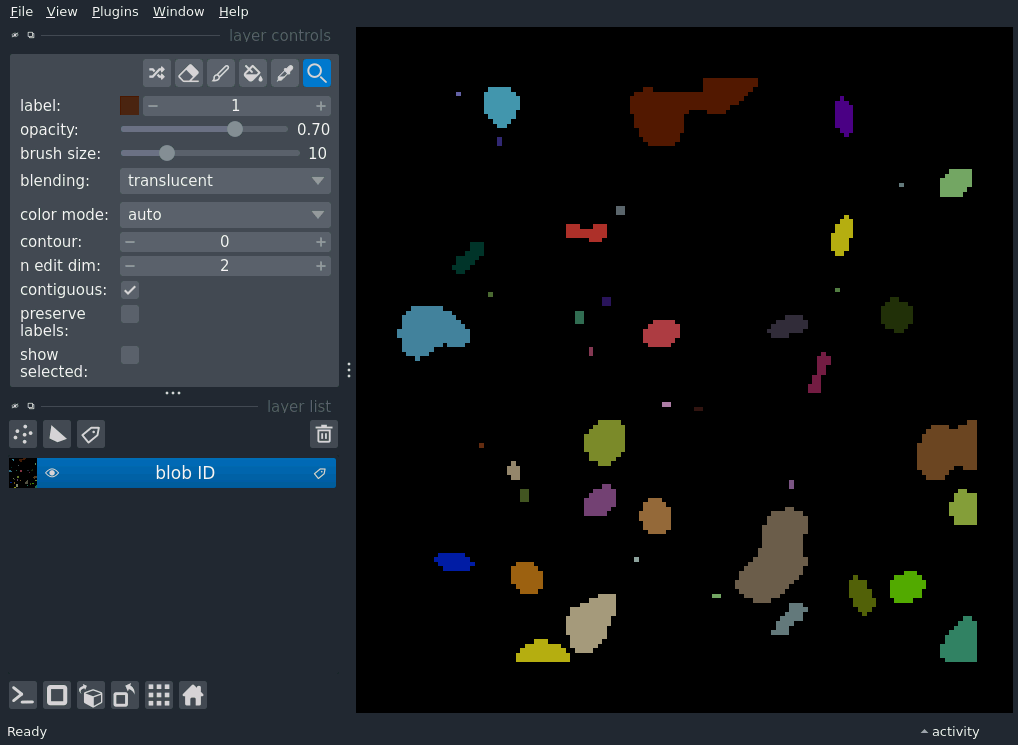 File View Plugins Window Help
layer controls
label: 1
opacity: 0.70
brush size: 10
blending: translucent
color mode: auto
contour: 0
n edit dim: 2
contiguous:
preserve
labels:
show
selected:
layer list
blob ID
Ready
activity